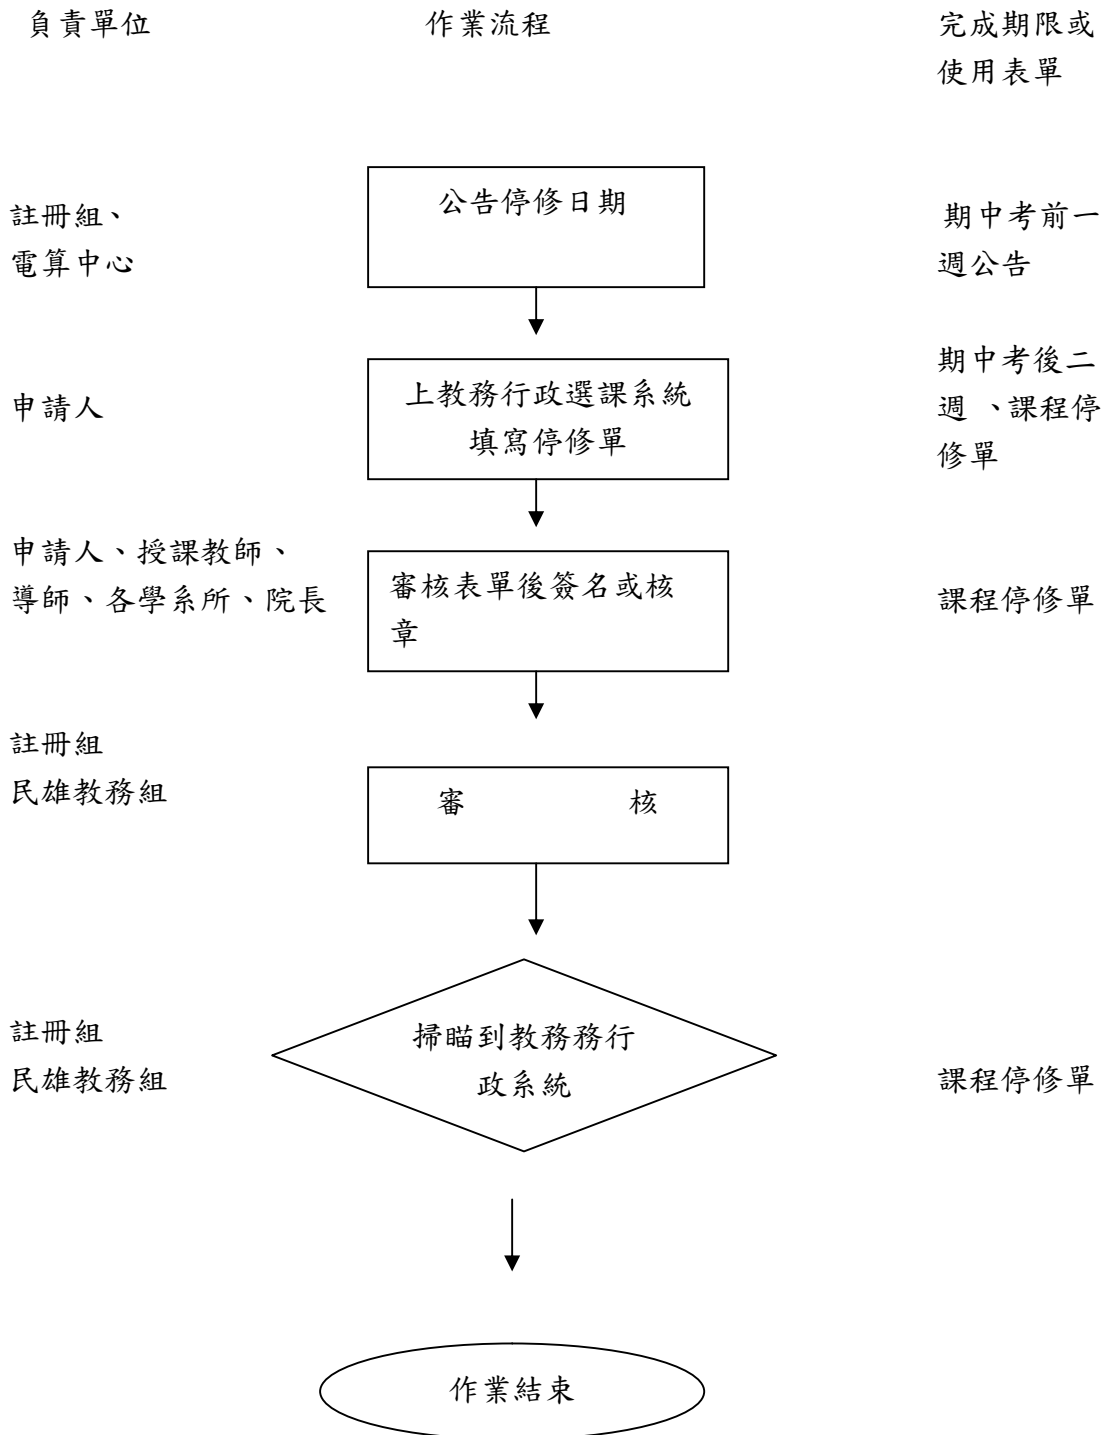 負責單位
作業流程
完成期限或
使用表單
註冊組、
電算中心
公告停修日期
期中考前一
週公告
申請人
上教務行政選課系統
填寫停修單
期中考後二
週 、課程停
修單
申請人、授課教師、
導師、各學系所、院長
審核表單後簽名或核
章
課程停修單
註冊組
民雄教務組
審 核
註冊組
民雄教務組
掃瞄到教務務行
政系統
課程停修單
作業結束